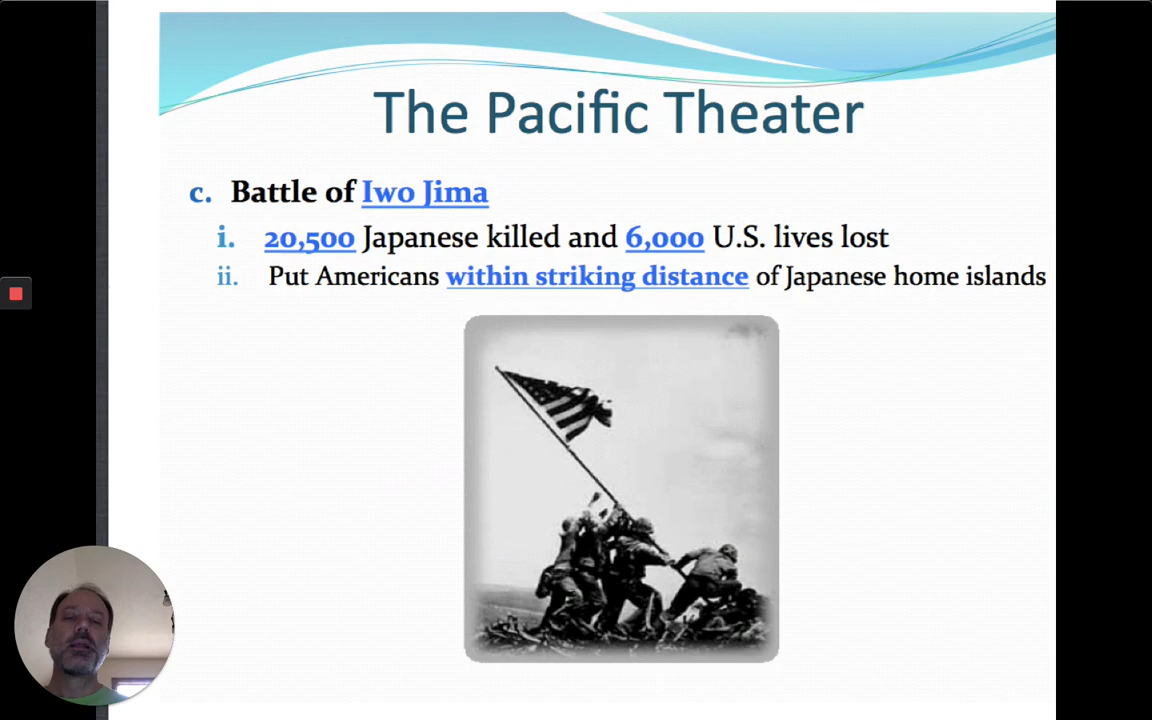 The Pacific Theater
c. Battle of Iwo Jima
i. 20,500 Japanese killed and 6,000 U.S. lives lost
ii. Put Americans within striking distance of Japanese home islands